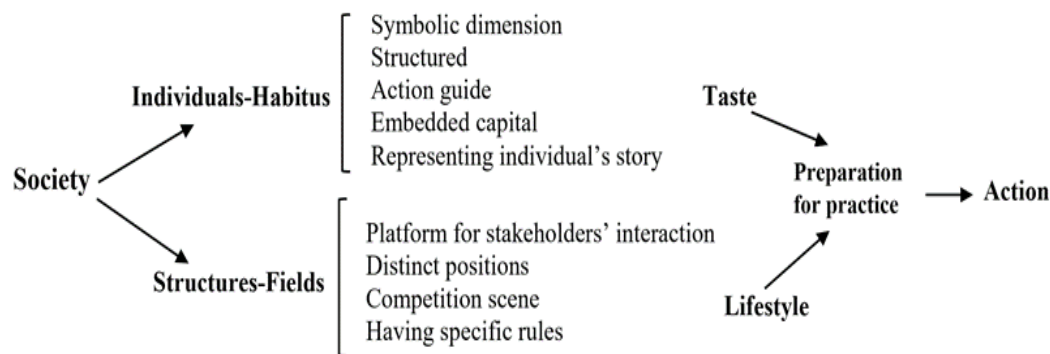 Society
Individuals-Habitus
Symbolic dimension
Structured
Action guide
Embedded capital
Representing individual's story
Structures-Fields
Platform for stakeholders' interaction
Distinct positions
Competition scene
Having specific rules
Taste
Lifestyle
Preparation
for practice
Action